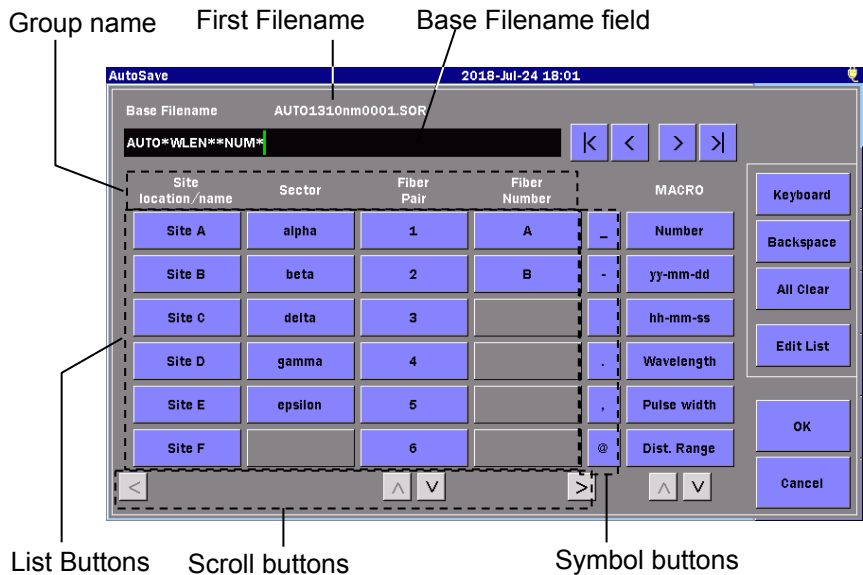 Group name First Filename Base Filename field
AutoSave 2018-Jul-24 18:01
Base Filename AUTO1310nm0001.SOR
AUTO*WLEN**NUM*
|< < > >|
Site location/name Sector Fiber Pair Fiber Number MACRO
Site A alpha 1 A _ Number
Site B beta 2 B - yy-mm-dd
Site C delta 3 hh-mm-ss
Site D gamma 4 . Wavelength
Site E epsilon 5 , Pulse width
Site F 6 @ Dist. Range
< ∧ ∨ > ∧ ∨
Keyboard
Backspace
All Clear
Edit List
OK
Cancel
List Buttons Scroll buttons Symbol buttons